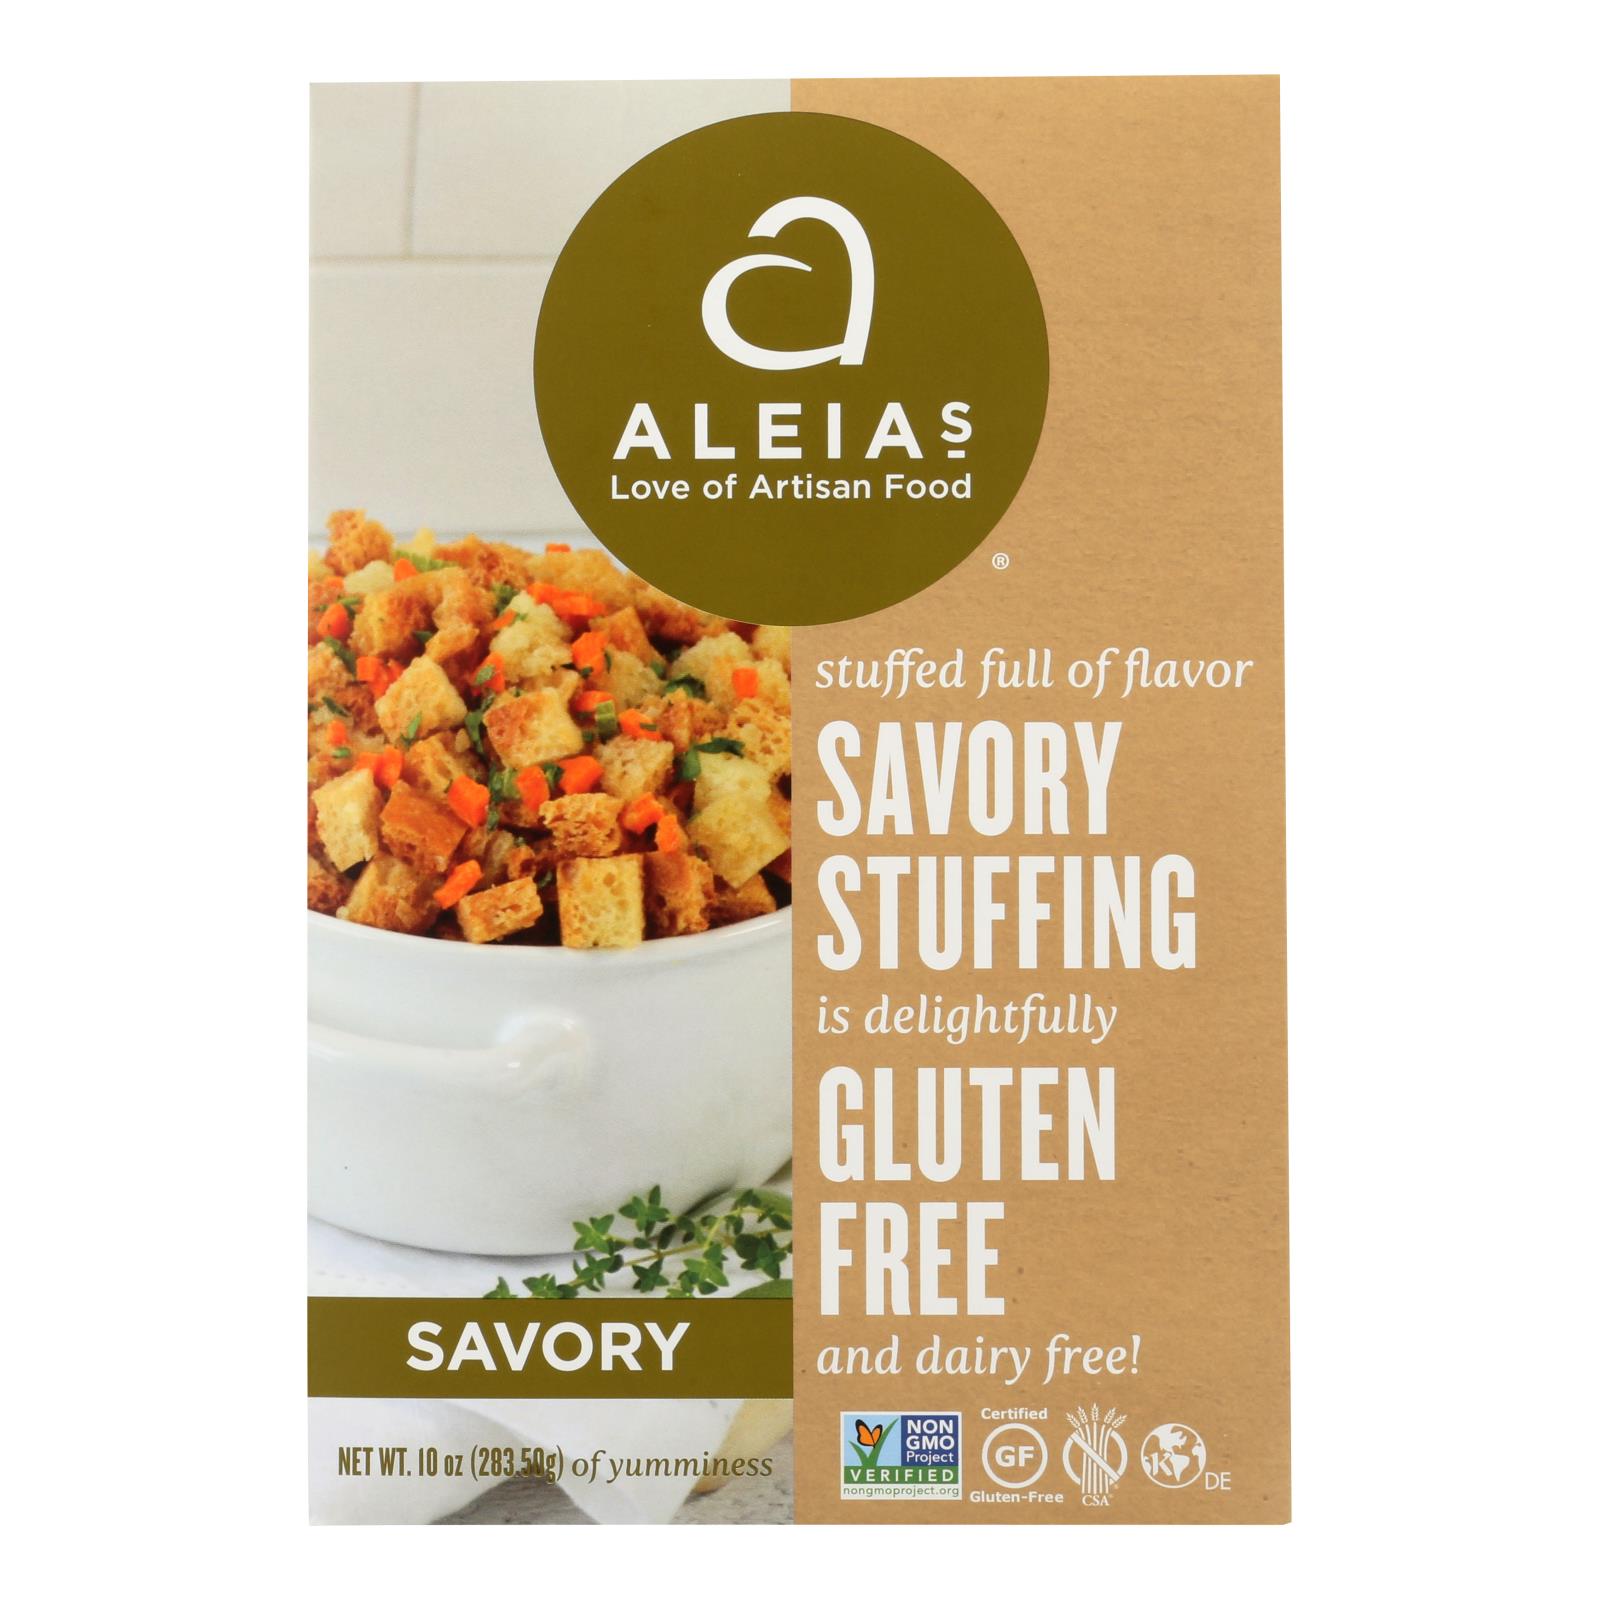 a
ALEIAS
Love of Artisan Food
®
stuffed full of flavor
SAVORY
STUFFING
is delightfully
GLUTEN
FREE
and dairy free!
SAVORY
NET WT. 10 oz (283.50g) of yumminess
NON
GMO
Project
VERIFIED
nongmoproject.org
Certified
GF
Gluten-Free
CSA®
K
DE